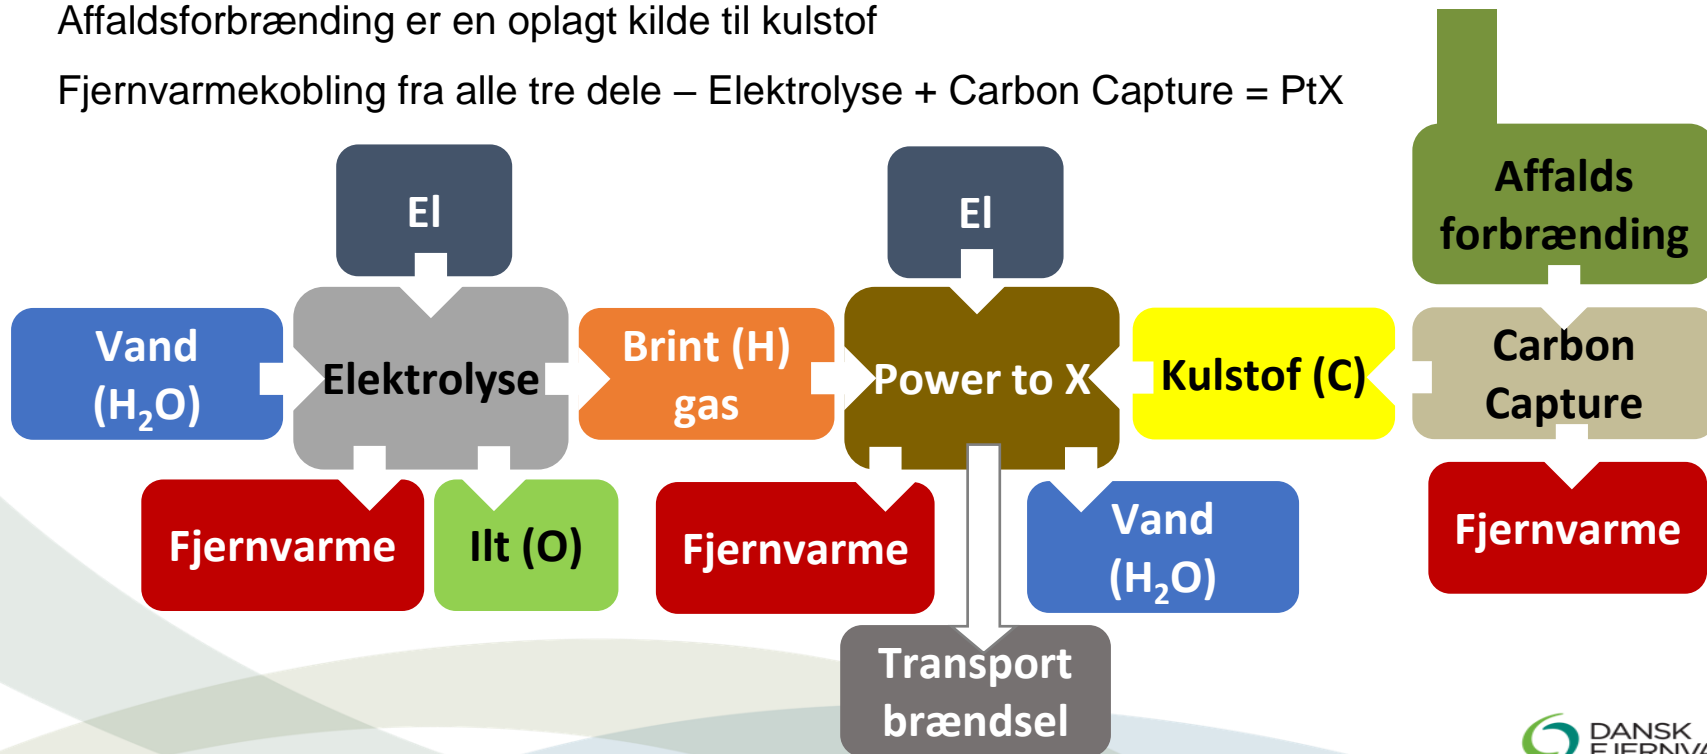 Affaldsforbrænding er en oplagt kilde til kulstof
Fjernvarmekobling fra alle tre dele – Elektrolyse + Carbon Capture = PtX
El
El
Affalds
forbrænding
Vand
(H₂O)
Elektrolyse
Brint (H)
gas
Power to X
Kulstof (C)
Carbon
Capture
Fjernvarme
Ilt (O)
Fjernvarme
Vand
(H₂O)
Fjernvarme
Transport
brændsel
DANSK